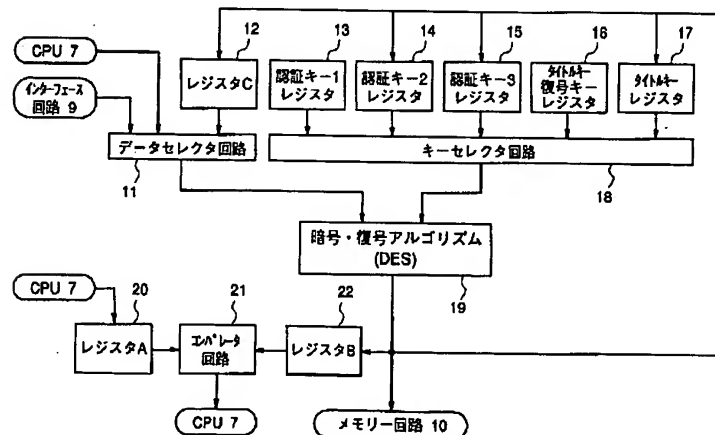 12
13
14
15
16
17
CPU 7
レジスタC
認証キー1
レジスタ
認証キー2
レジスタ
認証キー3
レジスタ
タイトルキー
復号キー
レジスタ
タイトルキー
レジスタ
インターフェース
回路 9
データセレクタ回路
キーセレクタ回路
11
18
暗号・復号アルゴリズム
(DES)
19
CPU 7
20
21
22
レジスタA
コンパレータ
回路
レジスタB
CPU 7
メモリー回路 10